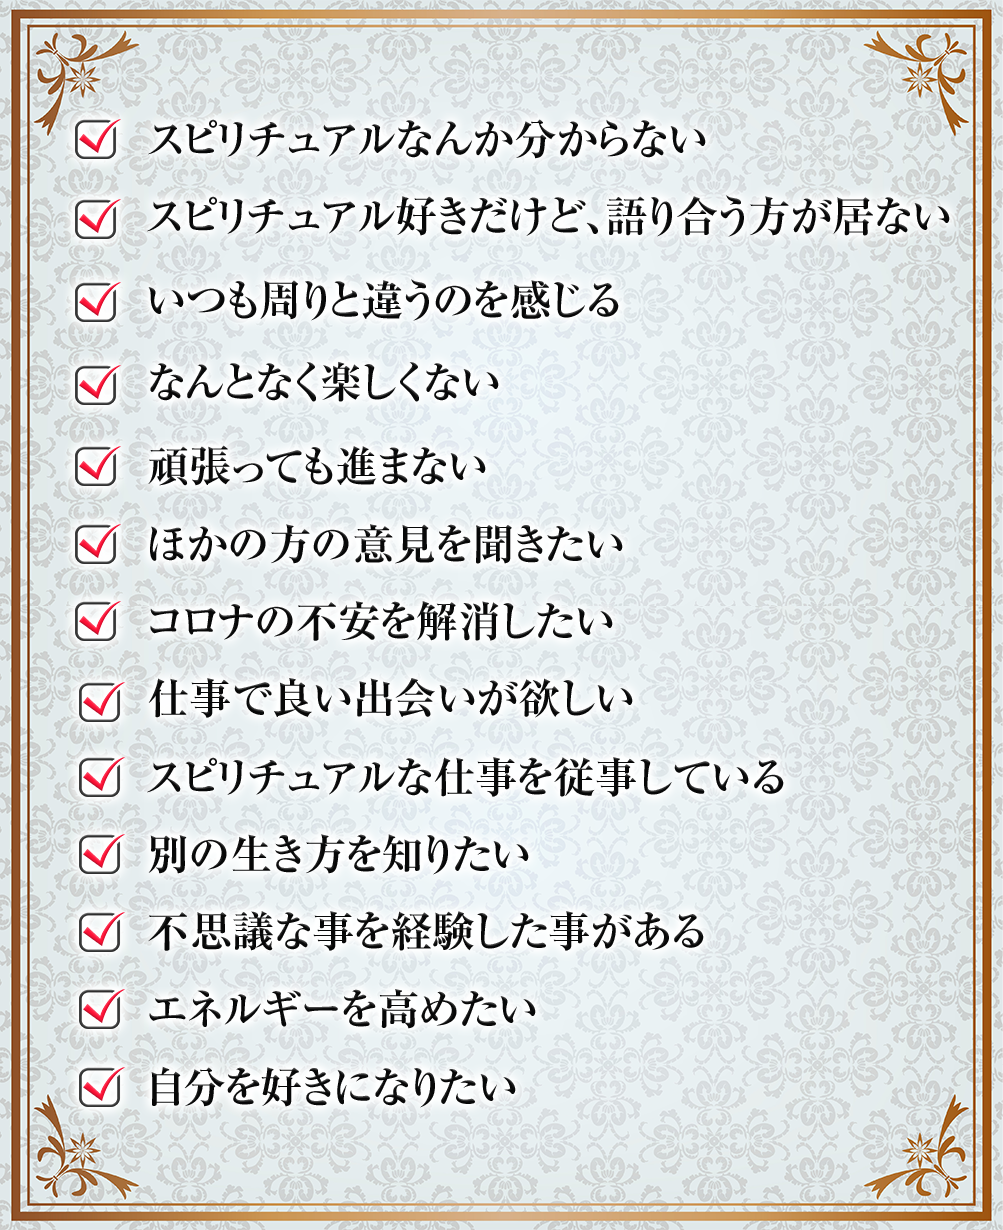 スピリチュアルなんか分からない
スピリチュアル好きだけど、語り合う方が居ない
いつも周りと違うのを感じる
なんとなく楽しくない
頑張っても進まない
ほかの方の意見を聞きたい
コロナの不安を解消したい
仕事で良い出会いが欲しい
スピリチュアルな仕事を従事している
別の生き方を知りたい
不思議な事を経験した事がある
エネルギーを高めたい
自分を好きになりたい